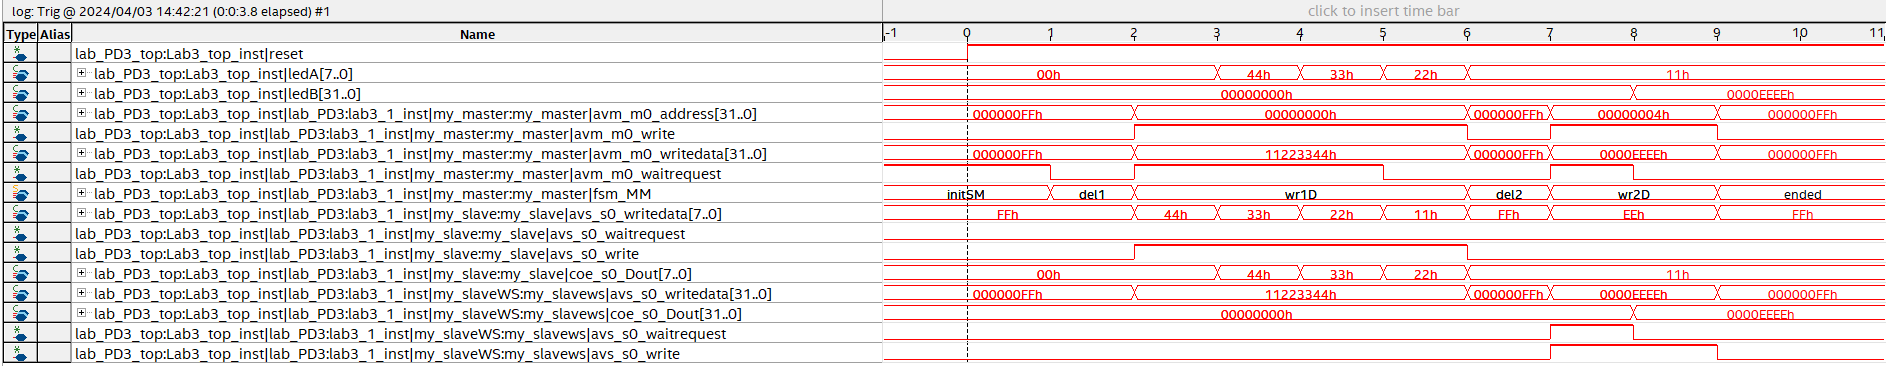 log: Trig @ 2024/04/03 14:42:21 (0:0:3.8 elapsed) #1 click to insert time bar
Type Alias Name -1 0 1 2 3 4 5 6 7 8 9 10 11
lab_PD3_top:Lab3_top_inst|reset
lab_PD3_top:Lab3_top_inst|ledA[7..0] 00h 44h 33h 22h 11h
lab_PD3_top:Lab3_top_inst|ledB[31..0] 00000000h 0000EEEEh
lab_PD3_top:Lab3_top_inst|lab_PD3:lab3_1_inst|my_master:my_master|avm_m0_address[31..0] 000000FFh 00000000h 000000FFh 00000004h 000000FFh
lab_PD3_top:Lab3_top_inst|lab_PD3:lab3_1_inst|my_master:my_master|avm_m0_write
lab_PD3_top:Lab3_top_inst|lab_PD3:lab3_1_inst|my_master:my_master|avm_m0_writedata[31..0] 000000FFh 11223344h 000000FFh 0000EEEEh 000000FFh
lab_PD3_top:Lab3_top_inst|lab_PD3:lab3_1_inst|my_master:my_master|avm_m0_waitrequest
lab_PD3_top:Lab3_top_inst|lab_PD3:lab3_1_inst|my_master:my_master|fsm_MM initSM del1 wr1D del2 wr2D ended
lab_PD3_top:Lab3_top_inst|lab_PD3:lab3_1_inst|my_slave:my_slave|avs_s0_writedata[7..0] FFh 44h 33h 22h 11h FFh EEh FFh
lab_PD3_top:Lab3_top_inst|lab_PD3:lab3_1_inst|my_slave:my_slave|avs_s0_waitrequest
lab_PD3_top:Lab3_top_inst|lab_PD3:lab3_1_inst|my_slave:my_slave|avs_s0_write
lab_PD3_top:Lab3_top_inst|lab_PD3:lab3_1_inst|my_slave:my_slave|coe_s0_Dout[7..0] 00h 44h 33h 22h 11h
lab_PD3_top:Lab3_top_inst|lab_PD3:lab3_1_inst|my_slaveWS:my_slavews|avs_s0_writedata[31..0] 000000FFh 11223344h 000000FFh 0000EEEEh 000000FFh
lab_PD3_top:Lab3_top_inst|lab_PD3:lab3_1_inst|my_slaveWS:my_slavews|coe_s0_Dout[31..0] 00000000h 0000EEEEh
lab_PD3_top:Lab3_top_inst|lab_PD3:lab3_1_inst|my_slaveWS:my_slavews|avs_s0_waitrequest
lab_PD3_top:Lab3_top_inst|lab_PD3:lab3_1_inst|my_slaveWS:my_slavews|avs_s0_write